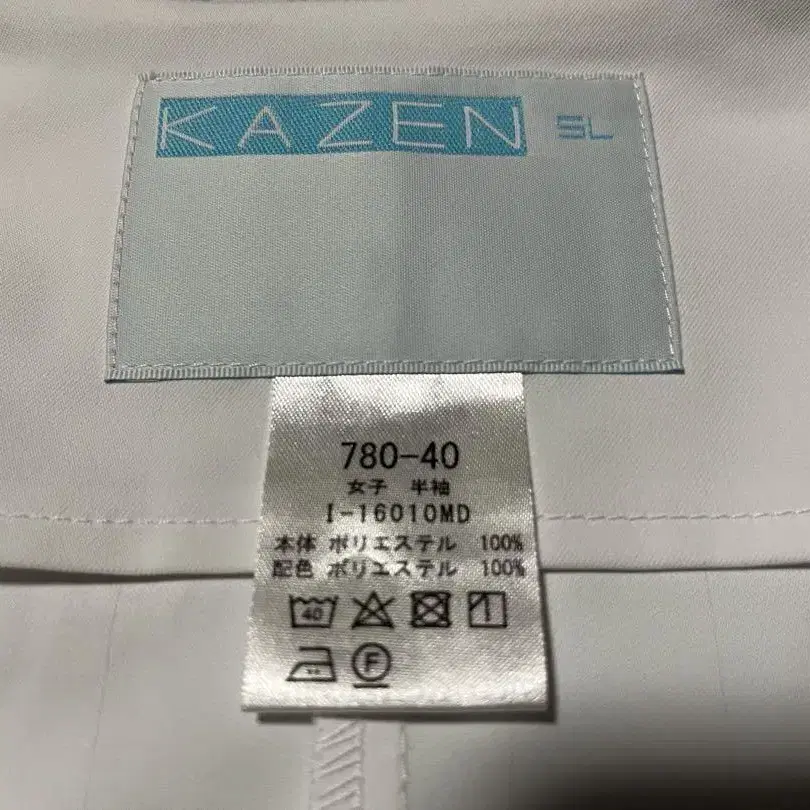 KAZEN SL
780-40
女子 半袖
I-16010MD
本体 ポリエステル 100%
配色 ポリエステル 100%
40
F